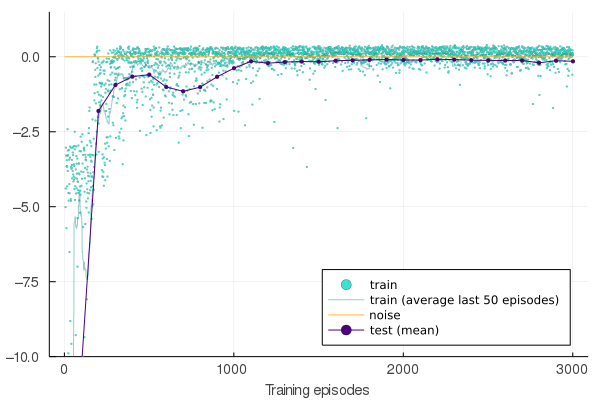 0.0
−2.5
−5.0
−7.5
−10.0
0
1000
2000
3000
Training episodes
train
train (average last 50 episodes)
noise
test (mean)